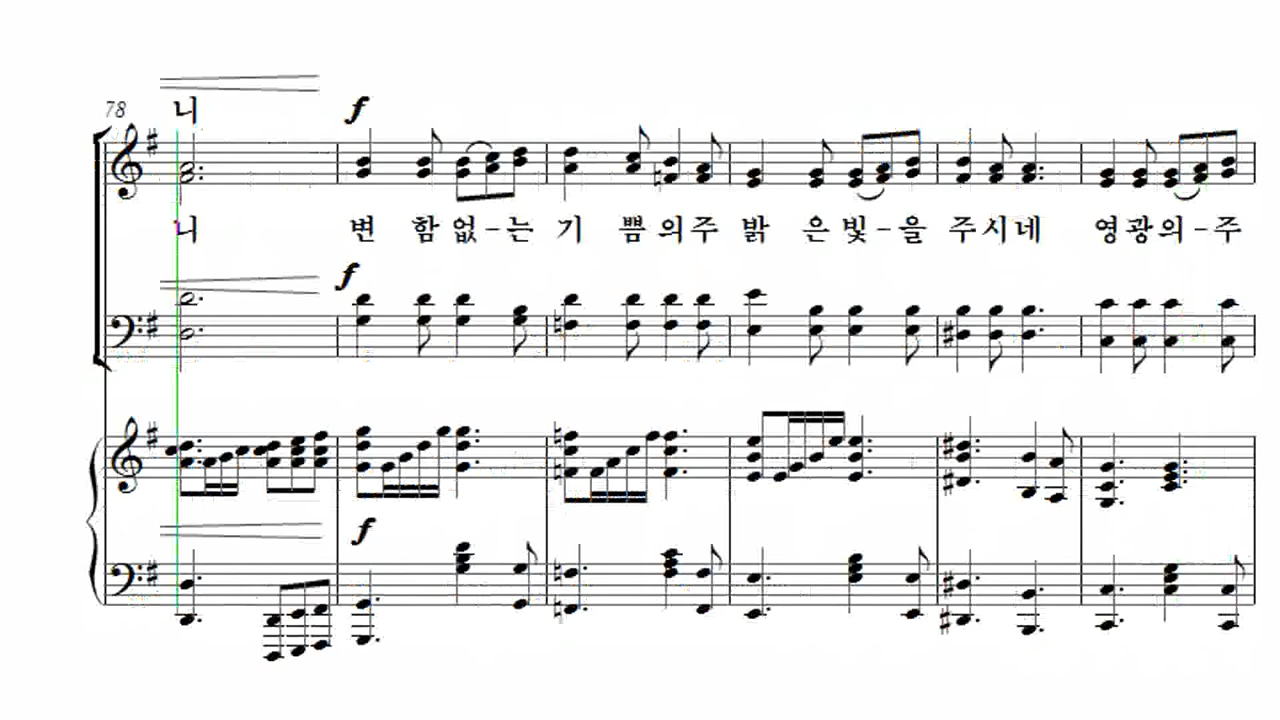 78 니
f
니 변 함 없 - 는 기 쁨 의 주 밝 은 빛 - 을 주 시 네 영 광 의 - 주
f
f